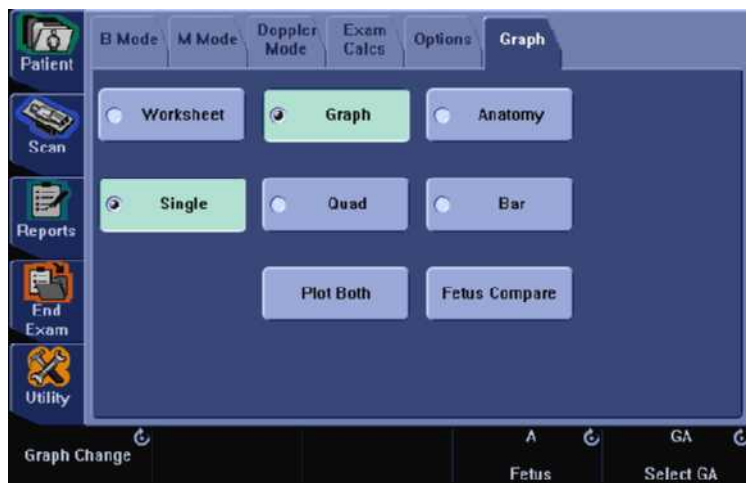 Patient
Scan
Reports
End
Exam
Utility
B Mode
M Mode
Doppler
Mode
Exam
Calcs
Options
Graph
Worksheet
Graph
Anatomy
Single
Quad
Bar
Plot Both
Fetus Compare
Graph Change
A
Fetus
GA
Select GA